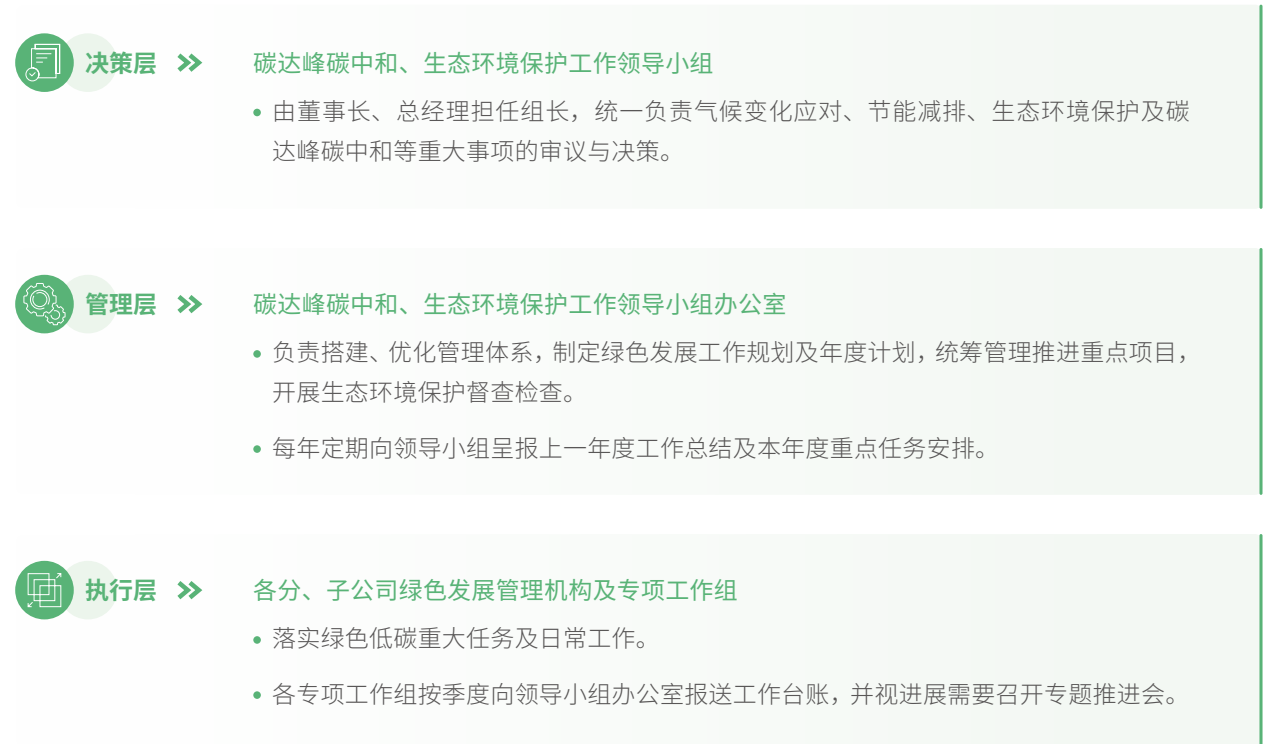 决策层
碳达峰碳中和、生态环境保护工作领导小组
• 由董事长、总经理担任组长，统一负责气候变化应对、节能减排、生态环境保护及碳
达峰碳中和等重大事项的审议与决策。
管理层
碳达峰碳中和、生态环境保护工作领导小组办公室
• 负责搭建、优化管理体系，制定绿色发展工作规划及年度计划，统筹管理推进重点项目，
开展生态环境保护督查检查。
• 每年定期向领导小组呈报上一年度工作总结及本年度重点任务安排。
执行层
各分、子公司绿色发展管理机构及专项工作组
• 落实绿色低碳重大任务及日常工作。
• 各专项工作组按季度向领导小组办公室报送工作台账，并视进展需要召开专题推进会。